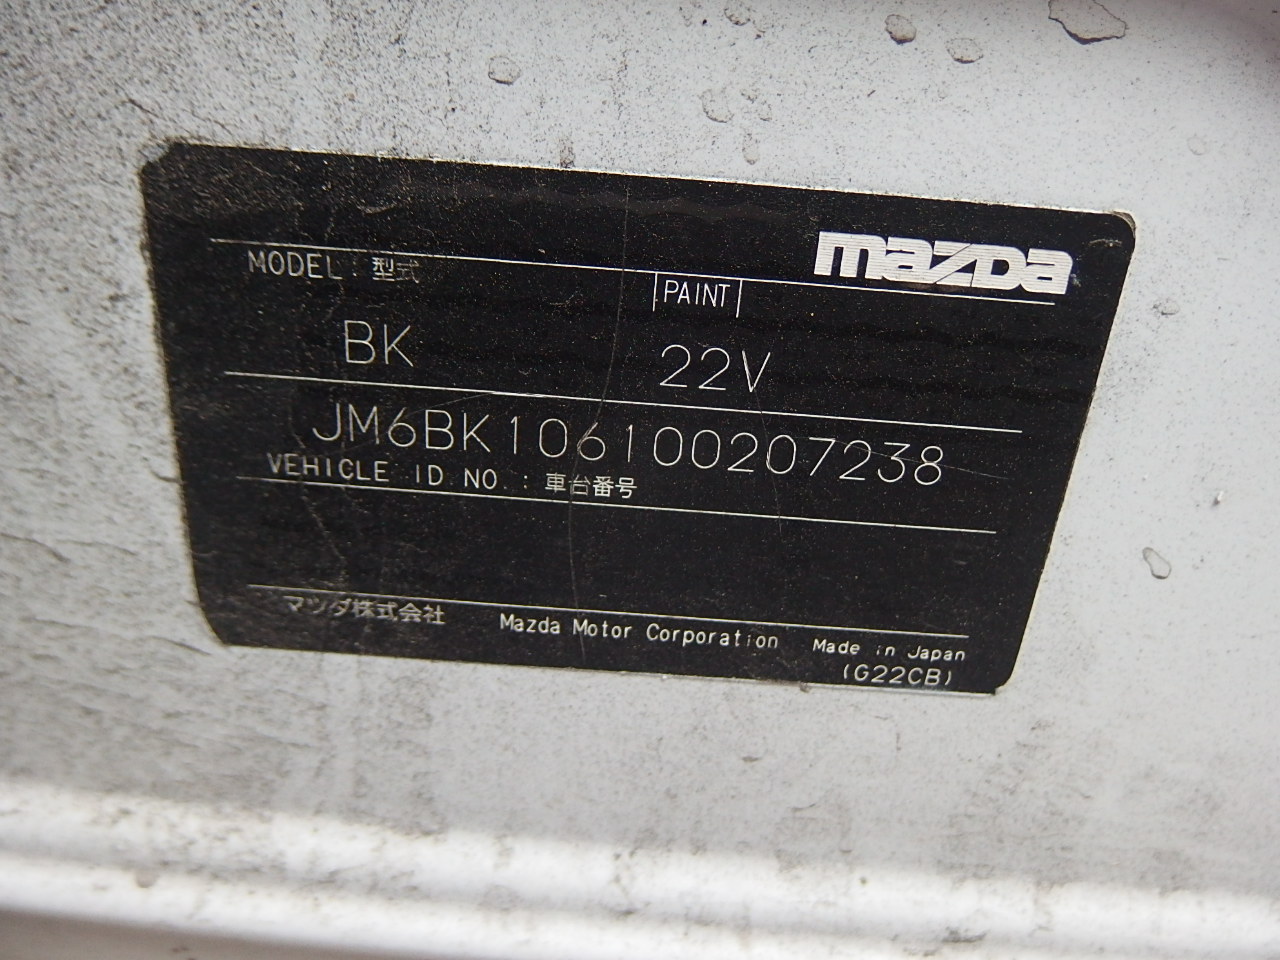 mazda
MODEL : 型式 PAINT
BK 22V
JM6BK106100207238
VEHICLE ID NO. : 車台番号
マツダ株式会社 Mazda Motor Corporation Made in Japan
(G22CB)